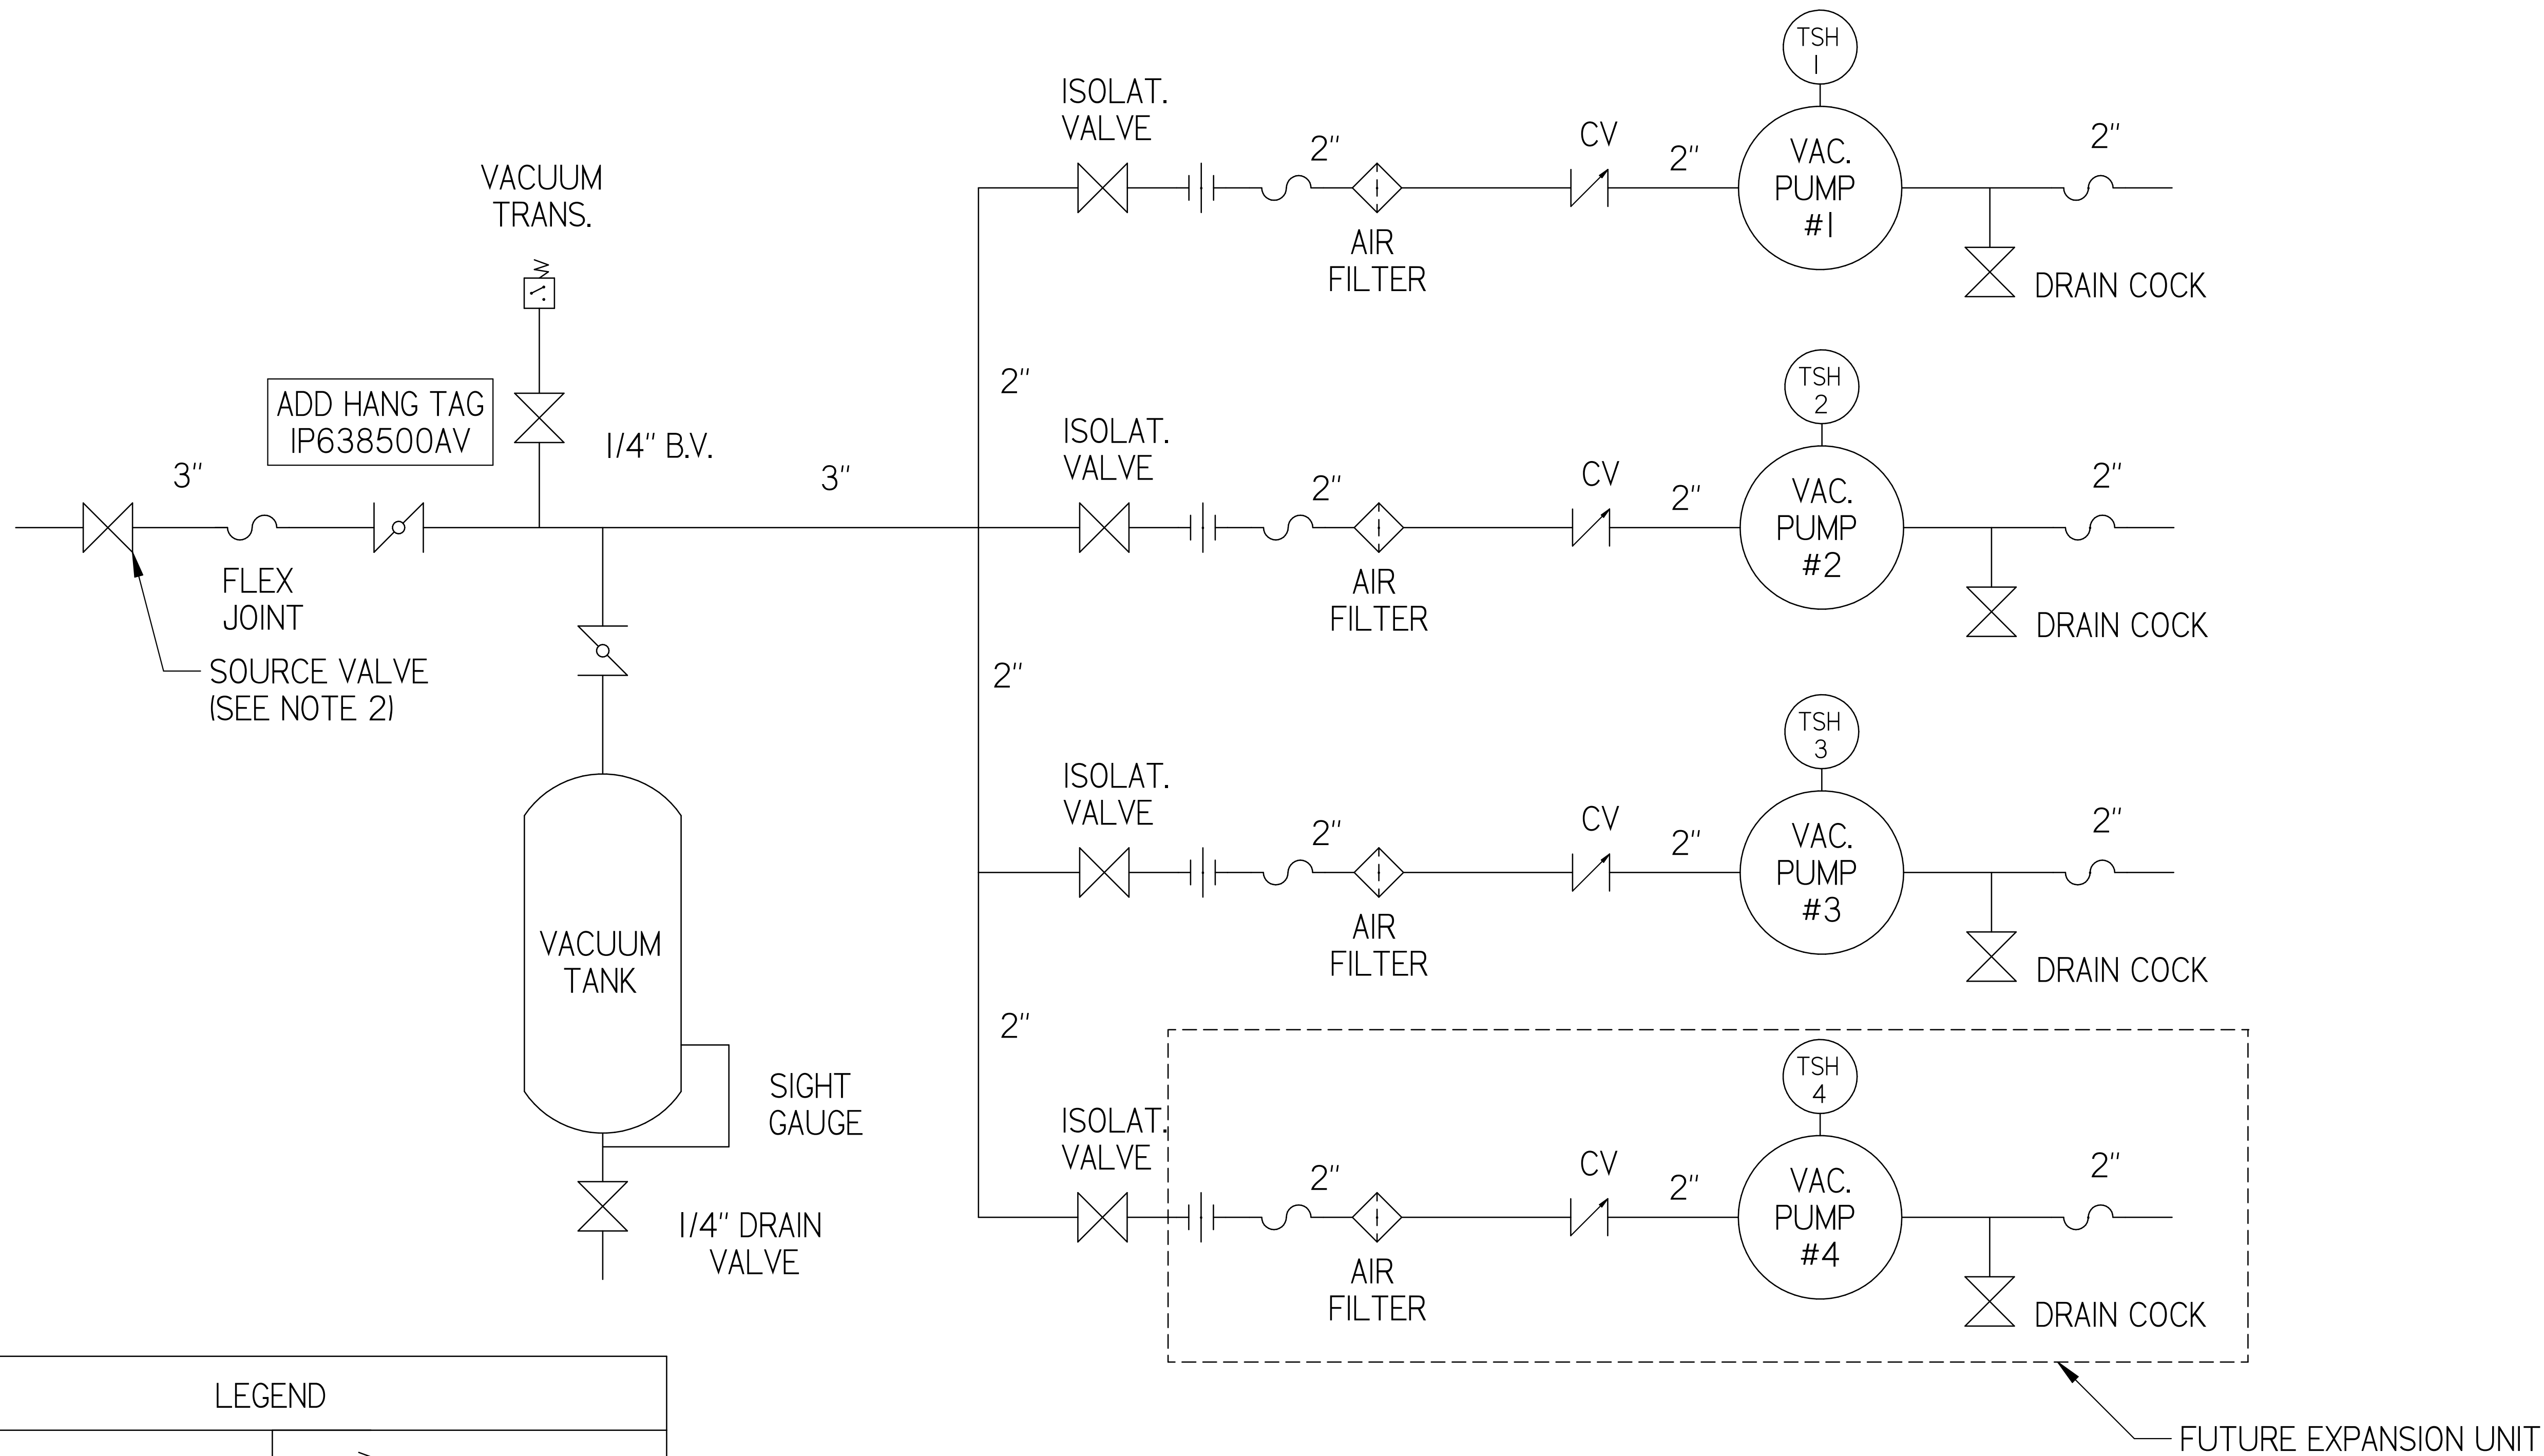 TSH
1
ISOLAT.
VALVE
2"
CV
2"
VAC.
PUMP
#1
2"
AIR
FILTER
DRAIN COCK
VACUUM
TRANS.
ADD HANG TAG
IP638500AV
1/4" B.V.
3"
3"
FLEX
JOINT
SOURCE VALVE
(SEE NOTE 2)
2"
TSH
2
ISOLAT.
VALVE
2"
CV
2"
VAC.
PUMP
#2
2"
AIR
FILTER
DRAIN COCK
2"
TSH
3
ISOLAT.
VALVE
2"
CV
2"
VAC.
PUMP
#3
2"
AIR
FILTER
DRAIN COCK
VACUUM
TANK
SIGHT
GAUGE
1/4" DRAIN
VALVE
2"
TSH
4
ISOLAT.
VALVE
2"
CV
2"
VAC.
PUMP
#4
2"
AIR
FILTER
DRAIN COCK
FUTURE EXPANSION UNIT
LEGEND